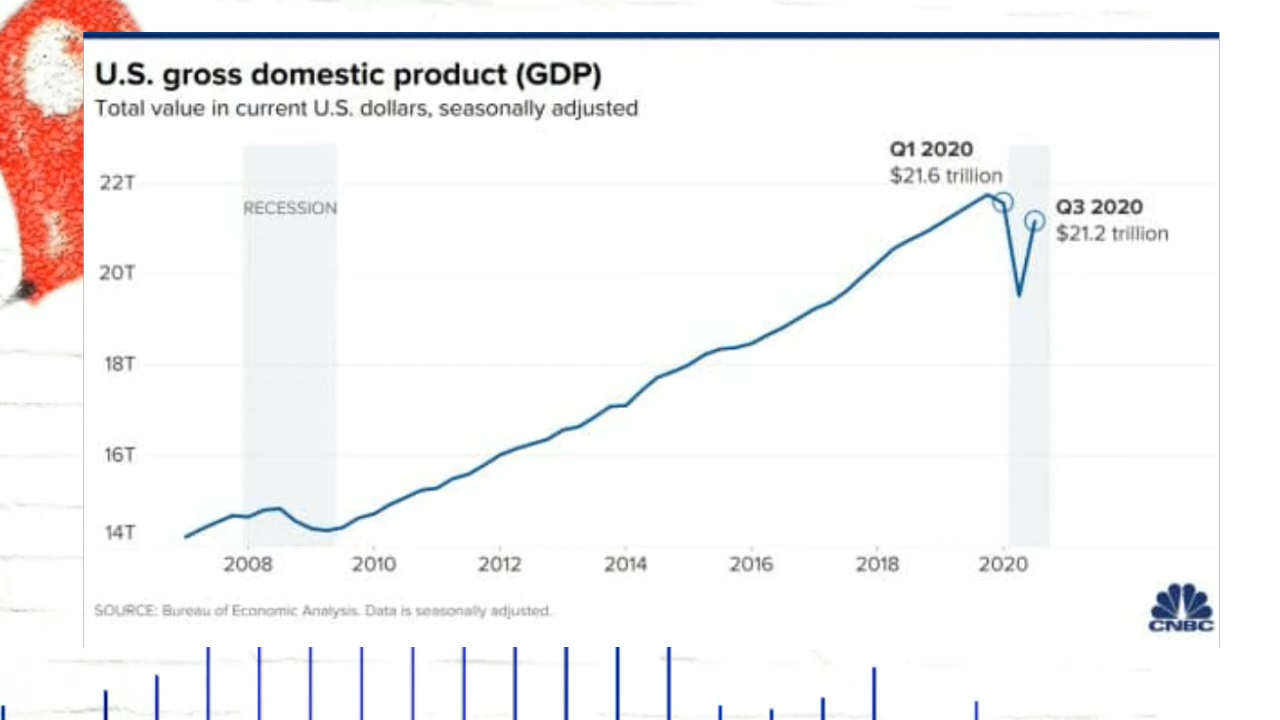 U.S. gross domestic product (GDP)
Total value in current U.S. dollars, seasonally adjusted
Q1 2020
$21.6 trillion
22T
RECESSION
Q3 2020
$21.2 trillion
20T
18T
16T
14T
2008 2010 2012 2014 2016 2018 2020
SOURCE: Bureau of Economic Analysis. Data is seasonally adjusted.
CNBC